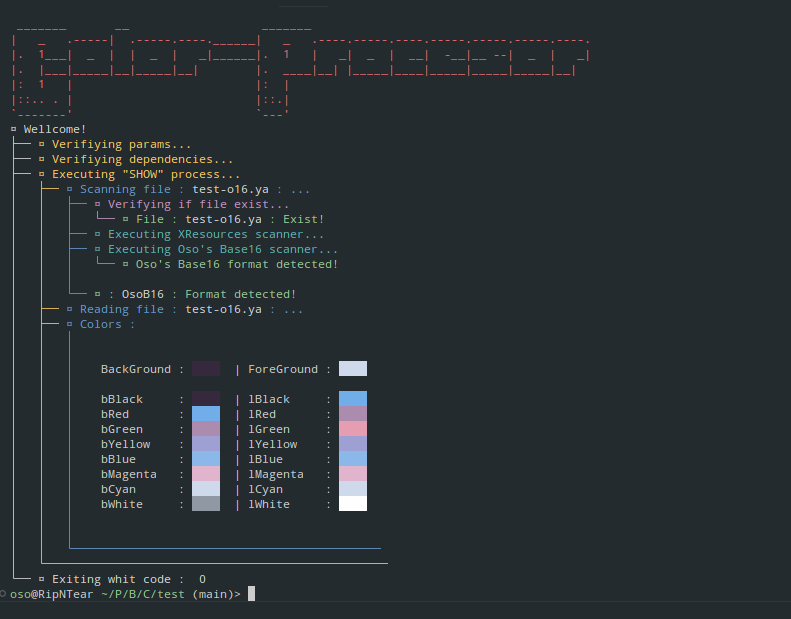 ¤ Wellcome!
¤ Verifiying params...
¤ Verifiying dependencies...
¤ Executing "SHOW" process...
¤ Scanning file : test-o16.ya : ...
¤ Verifying if file exist...
¤ File : test-o16.ya : Exist!
¤ Executing XResources scanner...
¤ Executing Oso's Base16 scanner...
¤ Oso's Base16 format detected!
¤ : OsoB16 : Format detected!
¤ Reading file : test-o16.ya : ...
¤ Colors :
BackGround : | ForeGround :
bBlack : | lBlack :
bRed : | lRed :
bGreen : | lGreen :
bYellow : | lYellow :
bBlue : | lBlue :
bMagenta : | lMagenta :
bCyan : | lCyan :
bWhite : | lWhite :
¤ Exiting whit code : 0
oso@RipNTear ~/P/B/C/test (main)>